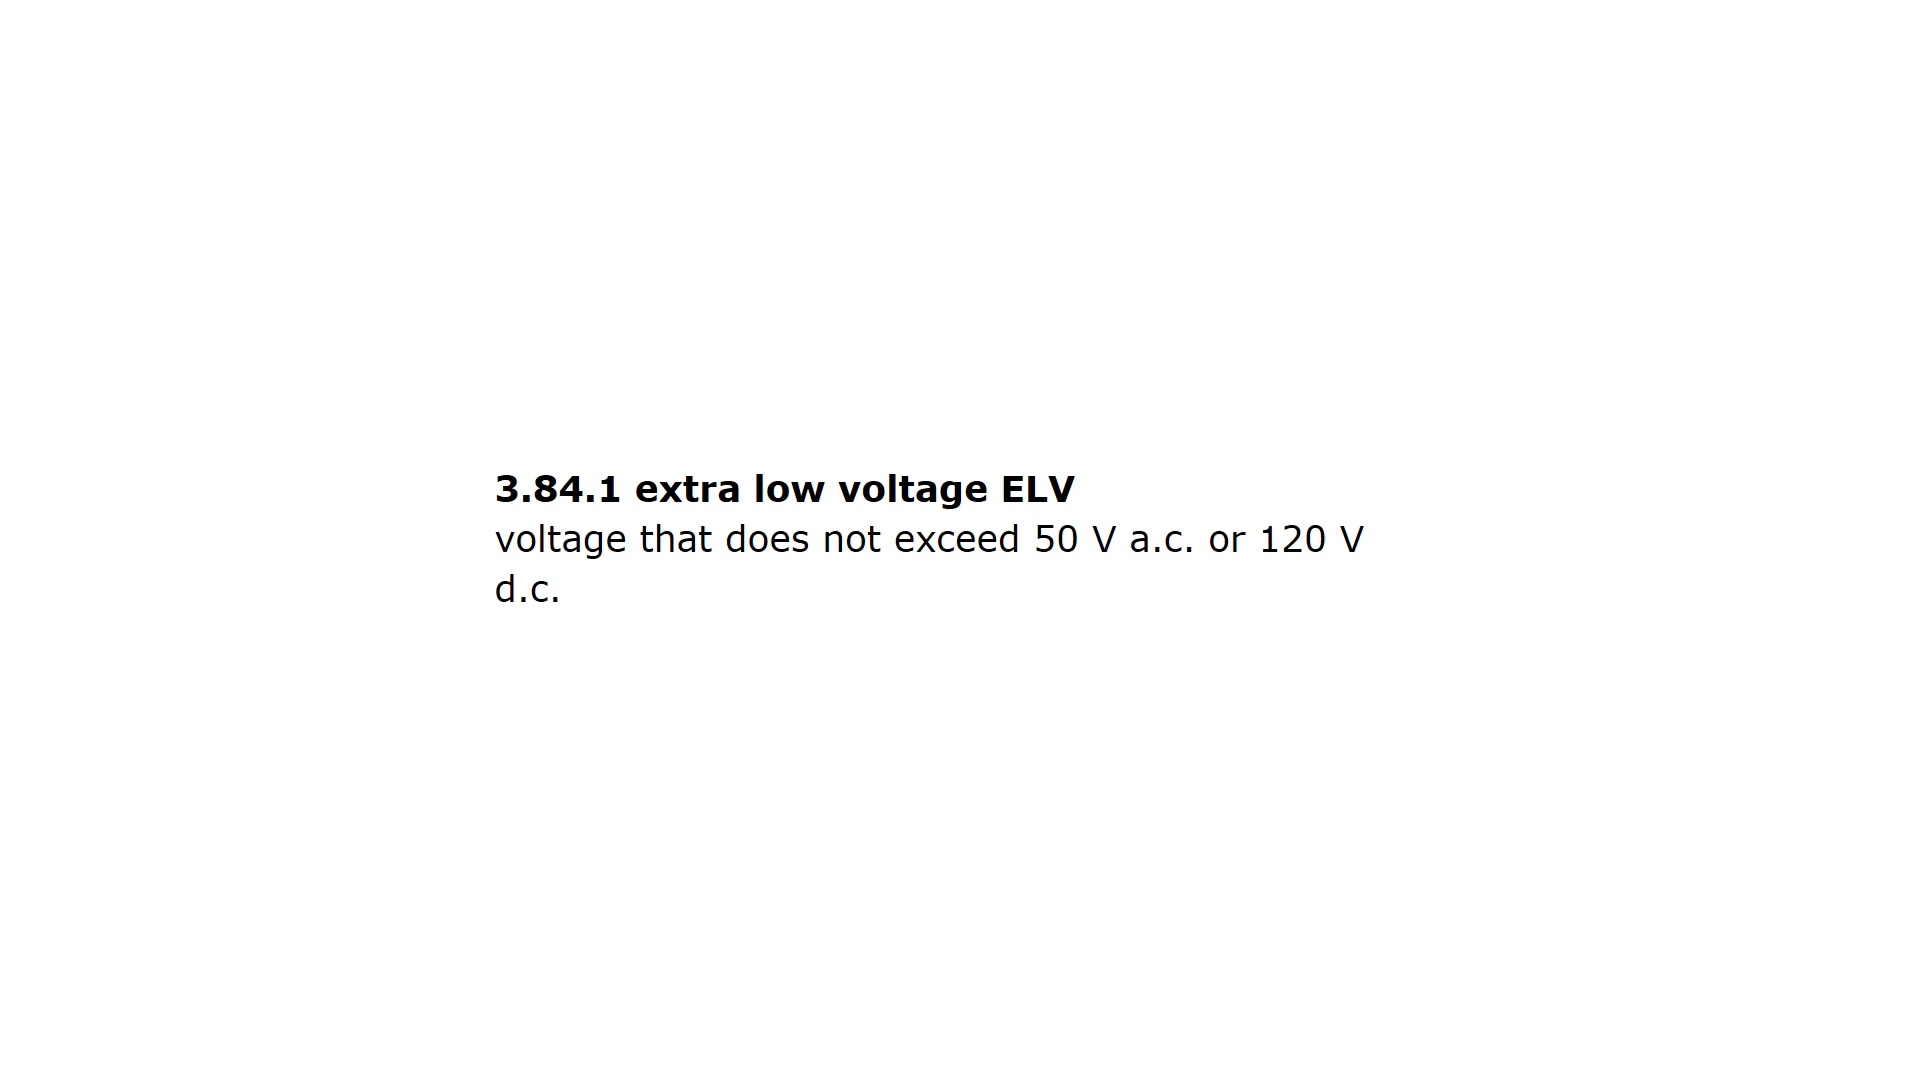 3.84.1 extra low voltage ELV
voltage that does not exceed 50 V a.c. or 120 V
d.c.